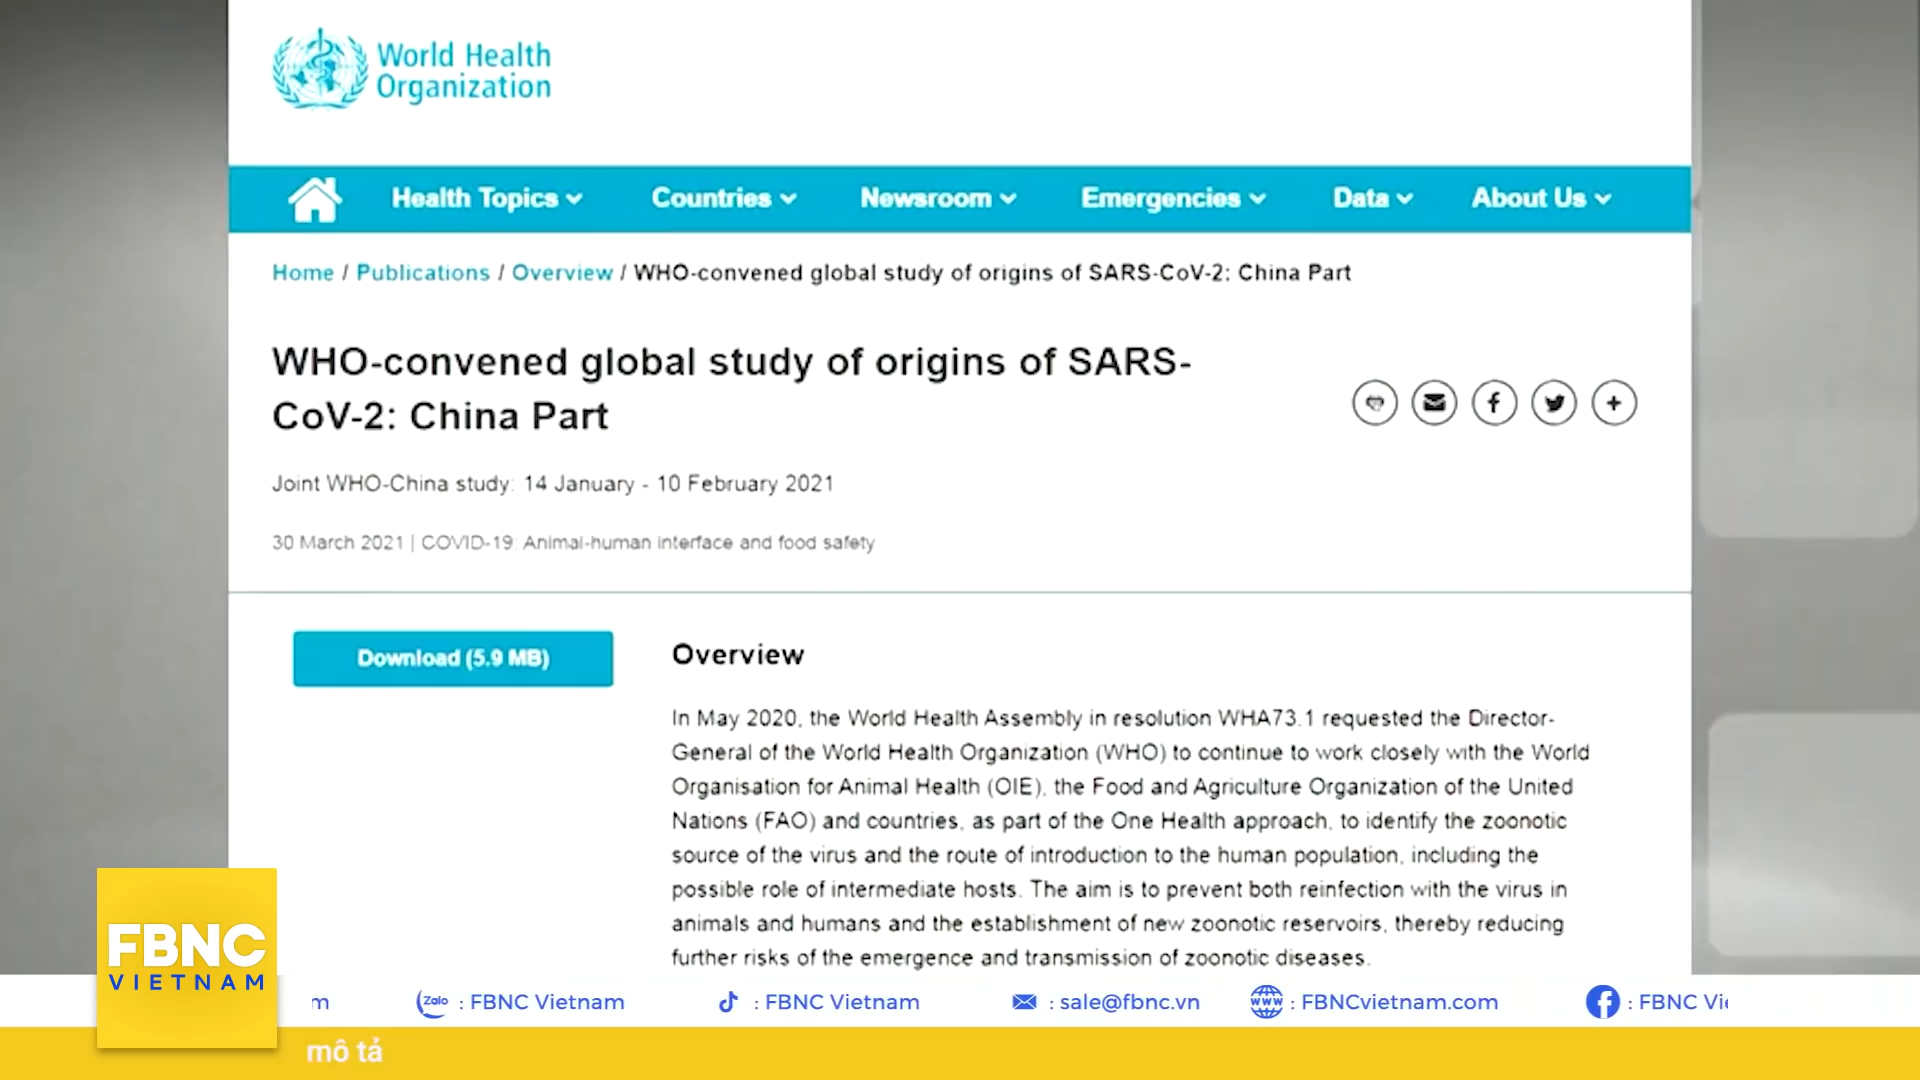 World Health
Organization
Health Topics
Countries
Newsroom
Emergencies
Data
About Us
Home / Publications / Overview / WHO-convened global study of origins of SARS-CoV-2: China Part
WHO-convened global study of origins of SARS-
CoV-2: China Part
Joint WHO-China study: 14 January - 10 February 2021
30 March 2021 | COVID-19: Animal-human interface and food safety
Download (5.9 MB)
Overview
In May 2020, the World Health Assembly in resolution WHA73.1 requested the Director-
General of the World Health Organization (WHO) to continue to work closely with the World
Organisation for Animal Health (OIE), the Food and Agriculture Organization of the United
Nations (FAO) and countries, as part of the One Health approach, to identify the zoonotic
source of the virus and the route of introduction to the human population, including the
possible role of intermediate hosts. The aim is to prevent both reinfection with the virus in
animals and humans and the establishment of new zoonotic reservoirs, thereby reducing
further risks of the emergence and transmission of zoonotic diseases.
FBNC
VIETNAM
m
Zalo : FBNC Vietnam
: FBNC Vietnam
: sale@fbnc.vn
WWW : FBNCvietnam.com
: FBNC Vi
mô tả